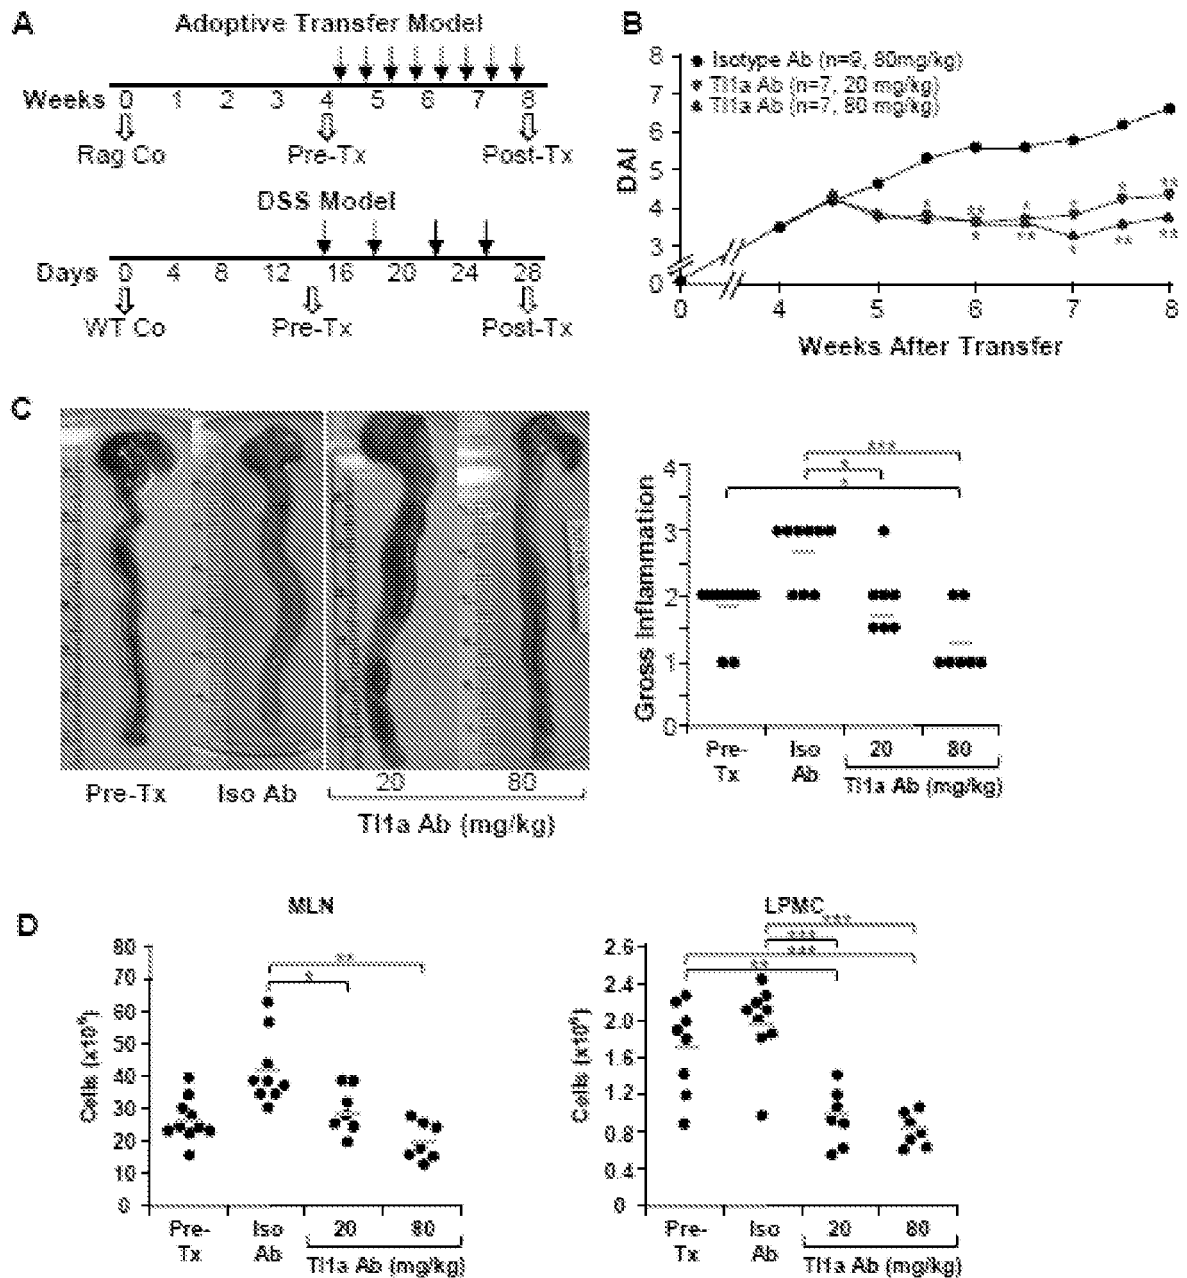 A
Adoptive Transfer Model
Weeks 0 1 2 3 4 5 6 7 8
Rag Co Pre-Tx Post-Tx
DSS Model
Days 0 4 8 12 16 20 24 28
WT Co Pre-Tx Post-Tx
B
Isotype Ab (n=9, 80mg/kg)
Tl1a Ab (n=7, 20 mg/kg)
Tl1a Ab (n=7, 80 mg/kg)
DAI
8
7
6
5
4
3
0
* ** * * **
* ** * ** **
0 4 5 6 7 8
Weeks After Transfer
C
Pre-Tx Iso Ab 20 80
Tl1a Ab (mg/kg)
***
*
*
Gross Inflammation
4
3
2
1
0
Pre-Tx Iso Ab 20 80
Tl1a Ab (mg/kg)
D
MLN
**
*
Cells
80
70
60
50
40
30
20
10
0
Pre-Tx Iso Ab 20 80
Tl1a Ab (mg/kg)
LPMC
***
***
***
**
Cells
2.4
2.0
1.6
1.2
0.8
0.4
0
Pre-Tx Iso Ab 20 80
Tl1a Ab (mg/kg)